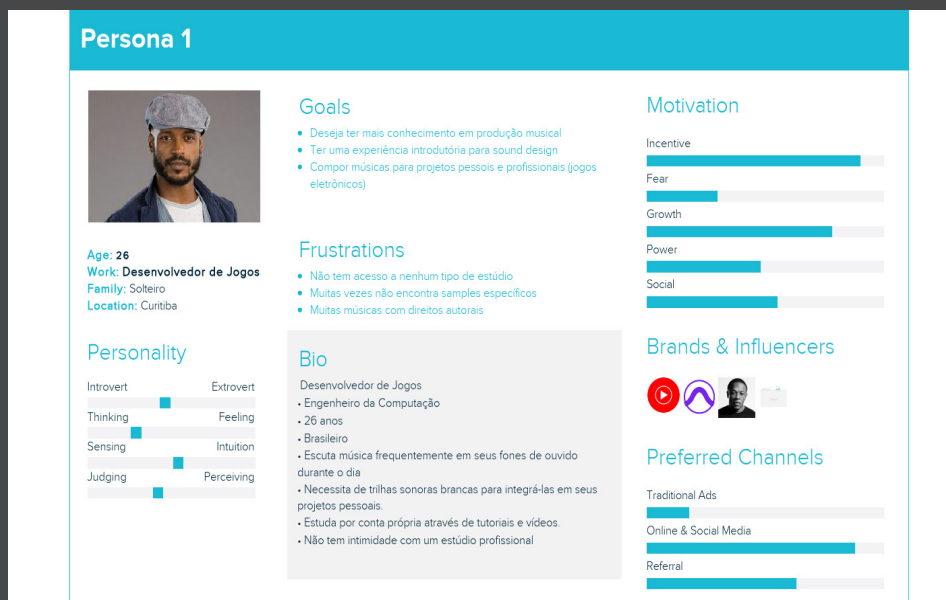 Persona 1
Age: 26
Work: Desenvolvedor de Jogos
Family: Solteiro
Location: Curitiba
Personality
Introvert Extrovert
Thinking Feeling
Sensing Intuition
Judging Perceiving
Goals
• Deseja ter mais conhecimento em produção musical
• Ter uma experiência introdutória para sound design
• Compor músicas para projetos pessois e profissionais (jogos
eletrônicos)
Frustrations
• Não tem acesso a nenhum tipo de estúdio
• Muitas vezes não encontra samples específicos
• Muitas músicas com direitos autorais
Bio
Desenvolvedor de Jogos
• Engenheiro da Computação
• 26 anos
• Brasileiro
• Escuta música frequentemente em seus fones de ouvido
durante o dia
• Necessita de trilhas sonoras brancas para integrá-las em seus
projetos pessoais.
• Estuda por conta própria através de tutoriais e vídeos.
• Não tem intimidade com um estúdio profissional
Motivation
Incentive
Fear
Growth
Power
Social
Brands & Influencers
Preferred Channels
Traditional Ads
Online & Social Media
Referral